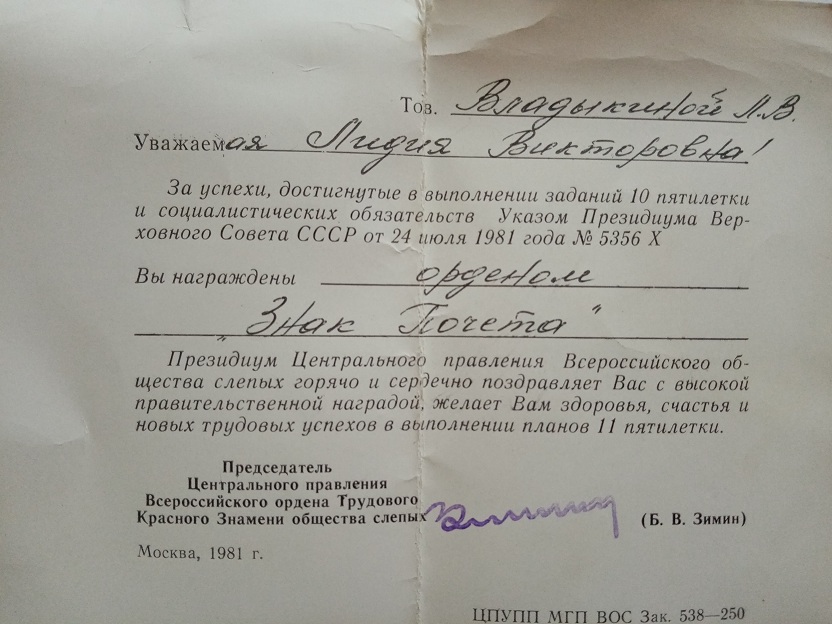 Тов. Владыкиной Л.В.
Уважаемая Лидия Викторовна!
За успехи, достигнутые в выполнении заданий 10 пятилетки
и социалистических обязательств Указом Президиума Вер-
ховного Совета СССР от 24 июля 1981 года № 5356 X
Вы награждены орденом
„Знак Почета"
Президиум Центрального правления Всероссийского об-
щества слепых горячо и сердечно поздравляет Вас с высокой
правительственной наградой, желает Вам здоровья, счастья и
новых трудовых успехов в выполнении планов 11 пятилетки.
Председатель
Центрального правления
Всероссийского ордена Трудового
Красного Знамени общества слепых
(Б. В. Зимин)
Москва, 1981 г.
ЦПУПП МГП ВОС Зак. 538—250